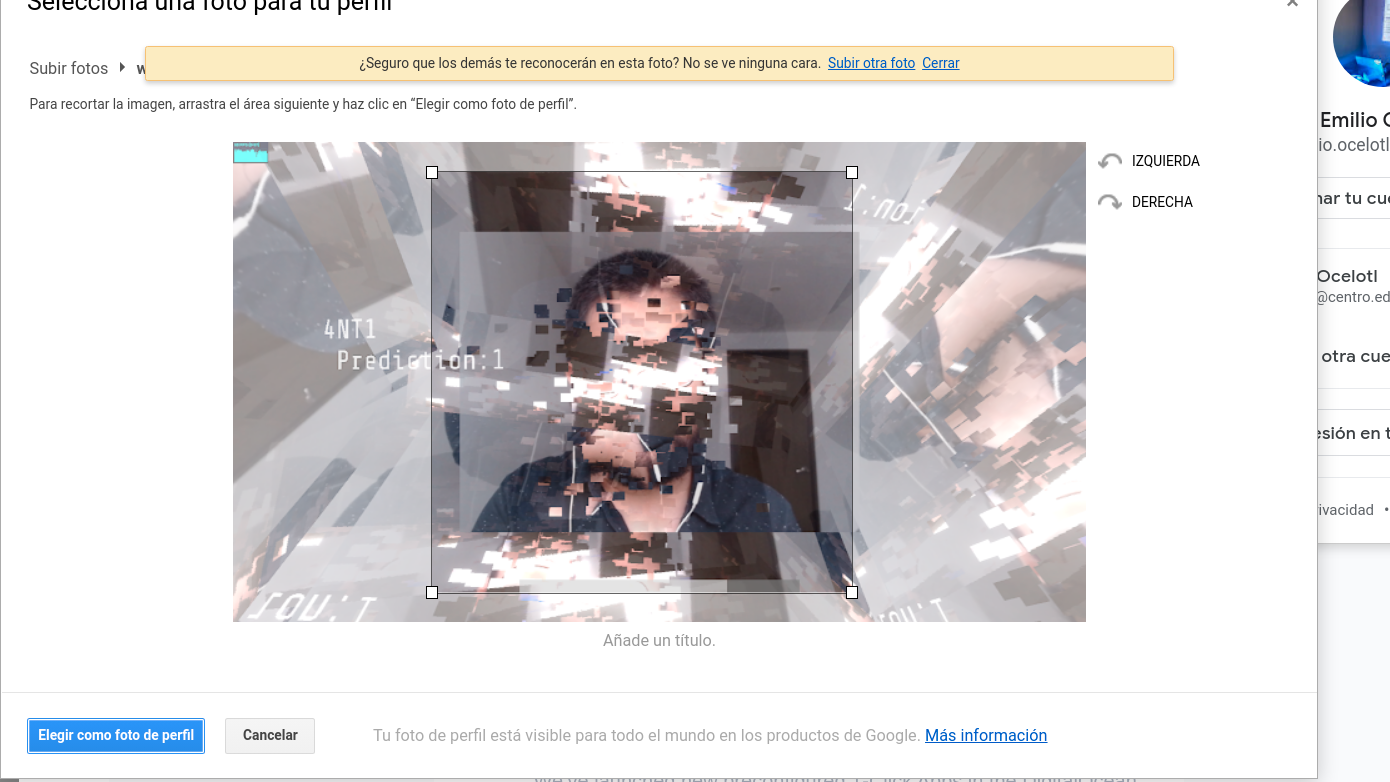 Selecciona una foto para tu perfil
×
¿Seguro que los demás te reconocerán en esta foto? No se ve ninguna cara. Subir otra foto Cerrar
Subir fotos
Para recortar la imagen, arrastra el área siguiente y haz clic en “Elegir como foto de perfil”.
IZQUIERDA
DERECHA
4NT1
Prediction:1
Añade un título.
Elegir como foto de perfil
Cancelar
Tu foto de perfil está visible para todo el mundo en los productos de Google. Más información
Emilio
io.ocelotl
nar tu cue
Ocelotl
@centro.ed
otra cue
esión en t
ivacidad •